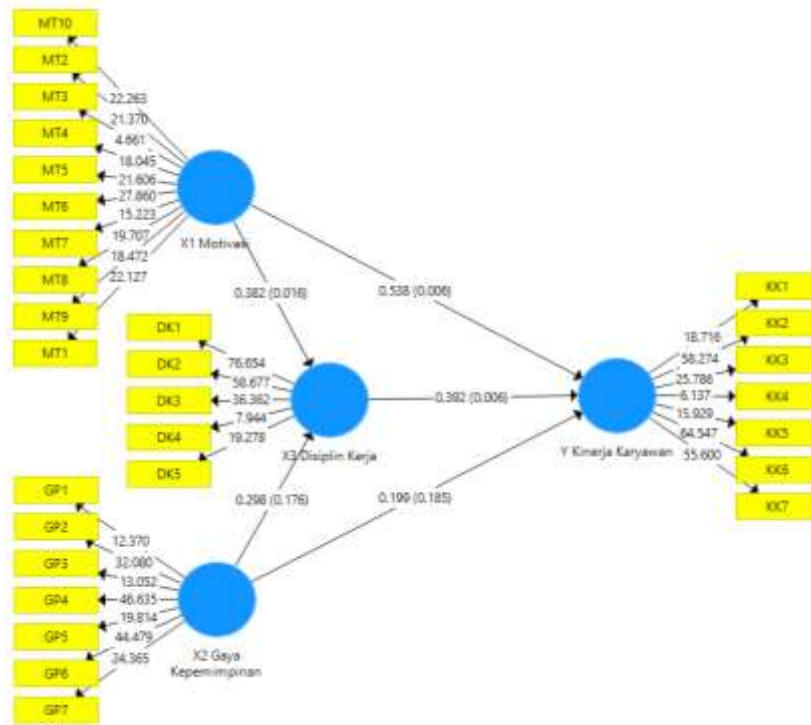 MT10
MT2
MT3
MT4
MT5
MT6
MT7
MT8
MT9
MT1
22.263
21.370
4.661
18.045
21.606
27.860
15.223
19.707
18.472
22.127
X1 Motivasi
0.382 (0.016)
0.538 (0.006)
DK1
DK2
DK3
DK4
DK5
76.654
58.677
36.362
7.944
19.278
X3 Disiplin Kerja
0.392 (0.006)
KK1
KK2
KK3
KK4
KK5
KK6
KK7
18.716
58.274
25.786
6.137
15.929
64.547
55.600
Y Kinerja Karyawan
0.298 (0.176)
0.199 (0.185)
GP1
GP2
GP3
GP4
GP5
GP6
GP7
12.370
32.080
13.052
46.635
19.814
44.479
34.365
X2 Gaya
Kepemimpinan